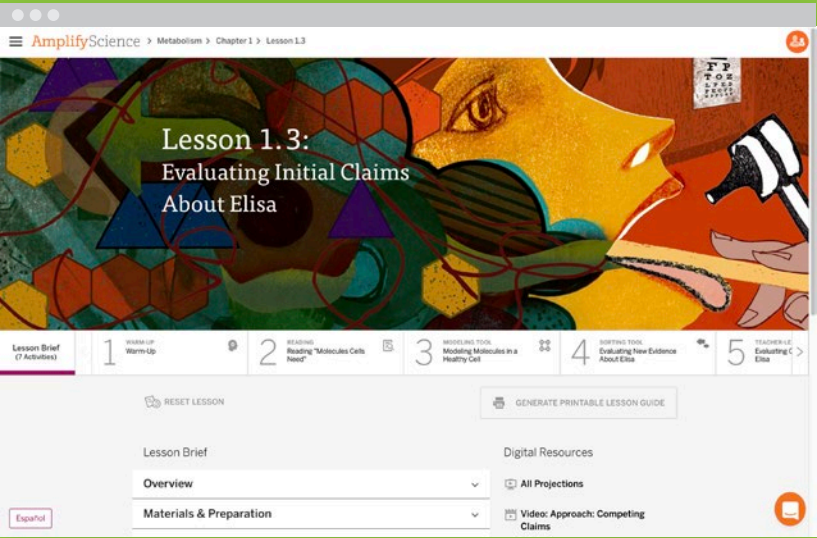 AmplifyScience > Metabolism > Chapter 1 > Lesson 1.3
F P
T O Z
Lesson 1.3:
Evaluating Initial Claims
About Elisa
Lesson Brief
(7 Activities)
1
WARM-UP
Warm-Up
2
READING
Reading "Molecules Cells
Need"
3
MODELING TOOL
Modeling Molecules in a
Healthy Cell
4
SORTING TOOL
Evaluating New Evidence
About Elisa
5
TEACHER-LE
Evaluating C
Elisa
RESET LESSON
GENERATE PRINTABLE LESSON GUIDE
Lesson Brief
Digital Resources
Overview
All Projections
Materials & Preparation
Video: Approach: Competing
Claims
Español